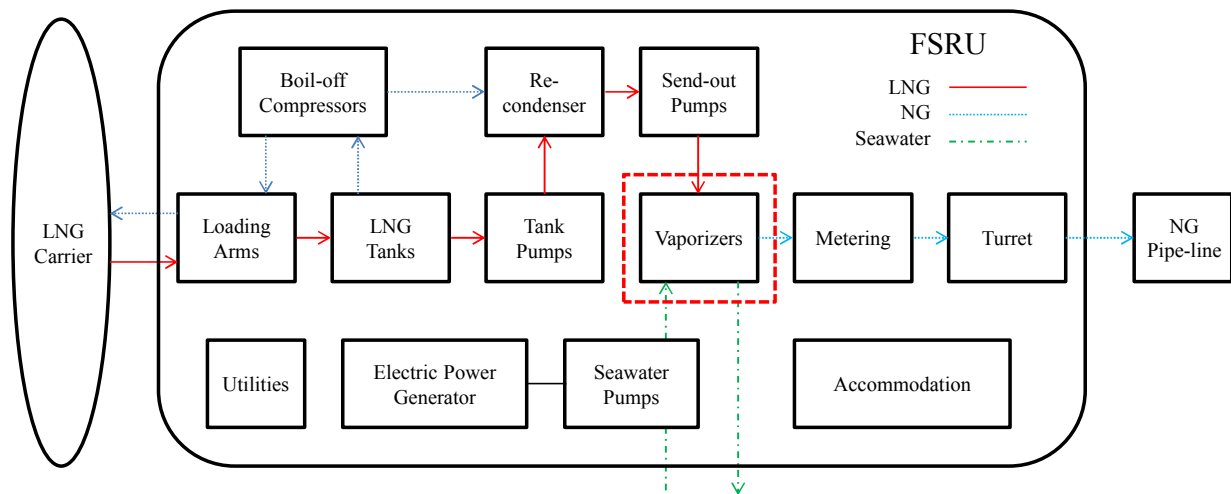 FSRU
LNG
NG
Seawater
Boil-off
Compressors
Re-
condenser
Send-out
Pumps
LNG
Carrier
Loading
Arms
LNG
Tanks
Tank
Pumps
Vaporizers
Metering
Turret
NG
Pipe-line
Utilities
Electric Power
Generator
Seawater
Pumps
Accommodation